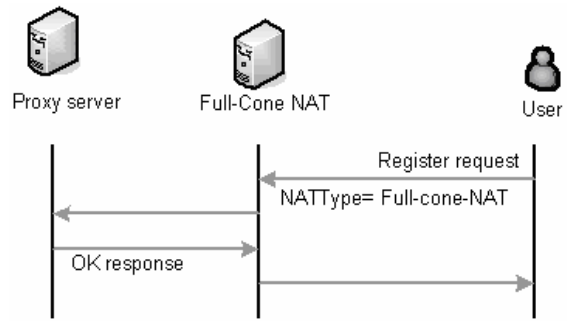 Proxy server
Full-Cone NAT
User
Register request
NATType= Full-cone-NAT
OK response